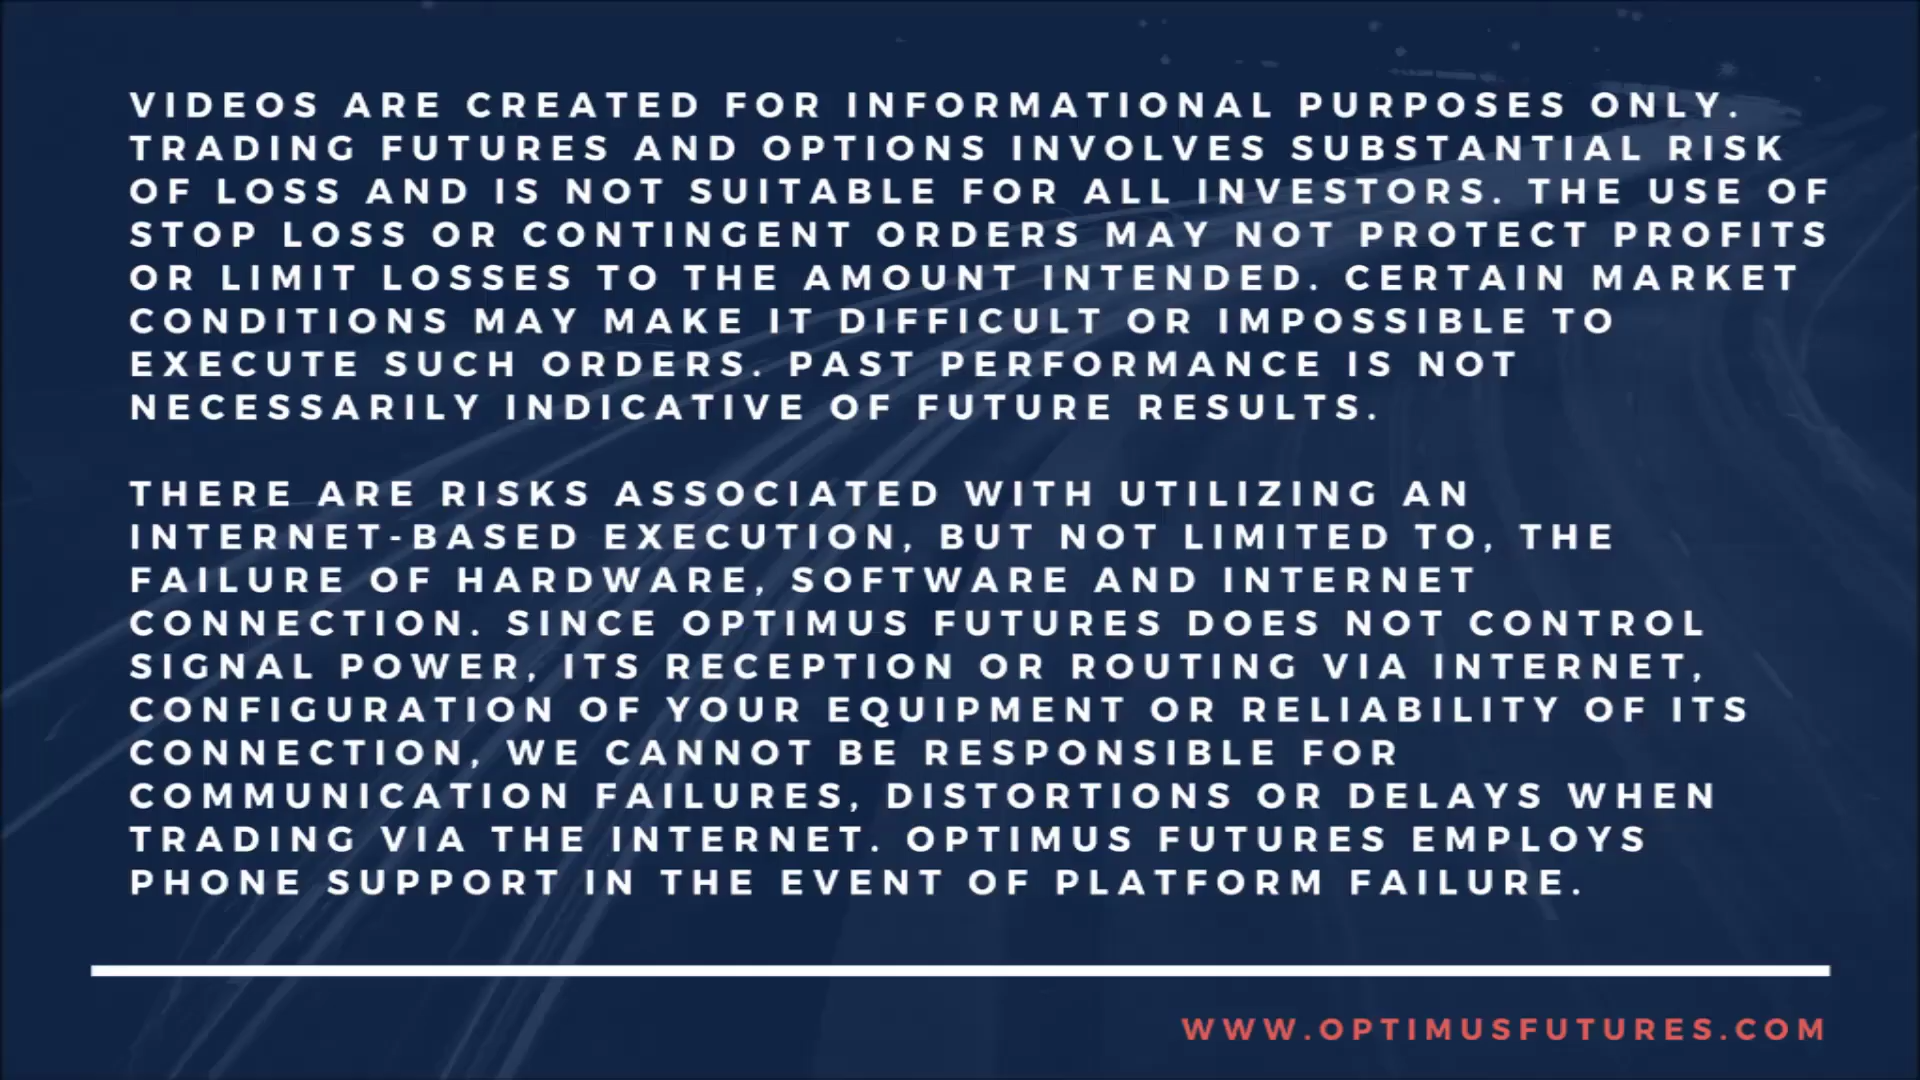 VIDEOS ARE CREATED FOR INFORMATIONAL PURPOSES ONLY.
TRADING FUTURES AND OPTIONS INVOLVES SUBSTANTIAL RISK
OF LOSS AND IS NOT SUITABLE FOR ALL INVESTORS. THE USE OF
STOP LOSS OR CONTINGENT ORDERS MAY NOT PROTECT PROFITS
OR LIMIT LOSSES TO THE AMOUNT INTENDED. CERTAIN MARKET
CONDITIONS MAY MAKE IT DIFFICULT OR IMPOSSIBLE TO
EXECUTE SUCH ORDERS. PAST PERFORMANCE IS NOT
NECESSARILY INDICATIVE OF FUTURE RESULTS.
THERE ARE RISKS ASSOCIATED WITH UTILIZING AN
INTERNET-BASED EXECUTION, BUT NOT LIMITED TO, THE
FAILURE OF HARDWARE, SOFTWARE AND INTERNET
CONNECTION. SINCE OPTIMUS FUTURES DOES NOT CONTROL
SIGNAL POWER, ITS RECEPTION OR ROUTING VIA INTERNET,
CONFIGURATION OF YOUR EQUIPMENT OR RELIABILITY OF ITS
CONNECTION, WE CANNOT BE RESPONSIBLE FOR
COMMUNICATION FAILURES, DISTORTIONS OR DELAYS WHEN
TRADING VIA THE INTERNET. OPTIMUS FUTURES EMPLOYS
PHONE SUPPORT IN THE EVENT OF PLATFORM FAILURE.
WWW.OPTIMUSFUTURES.COM